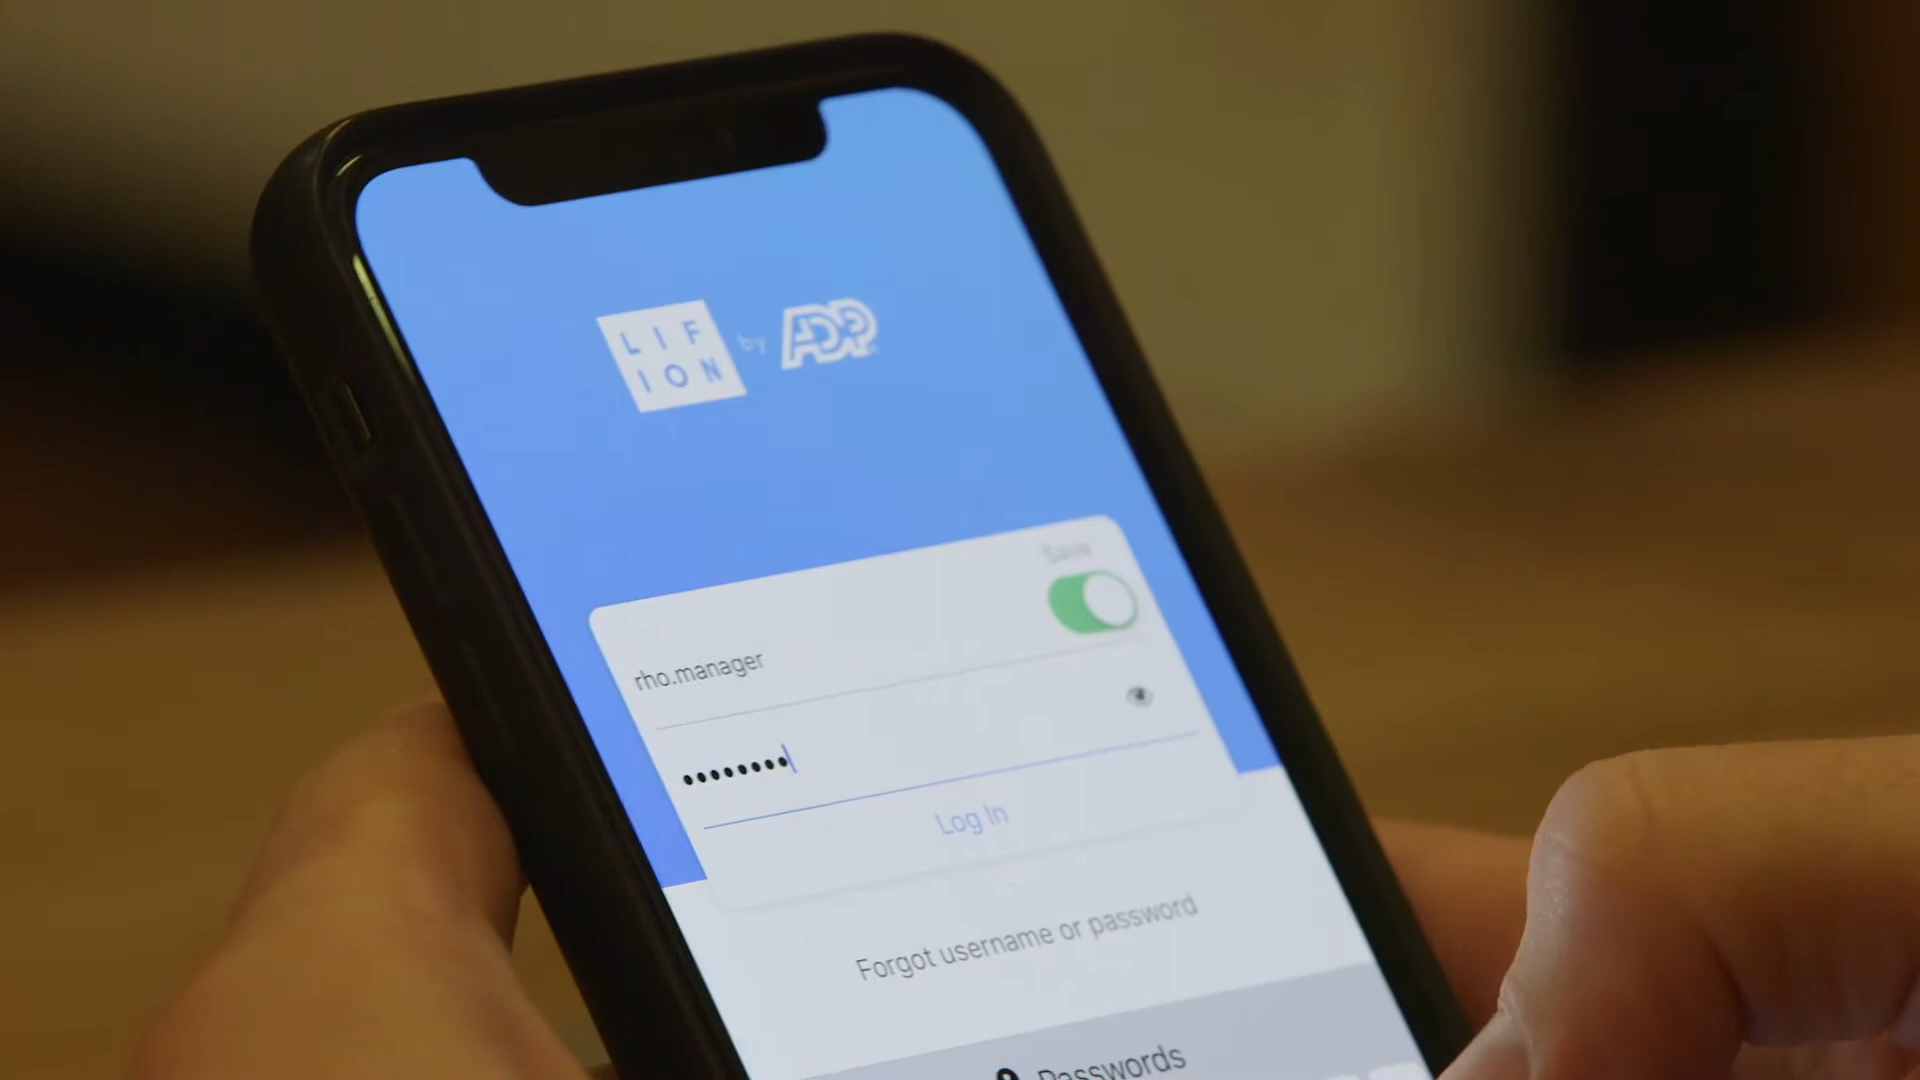 LIF
ION
by ADP
Save
rho.manager
Log In
Forgot username or password
Passwords